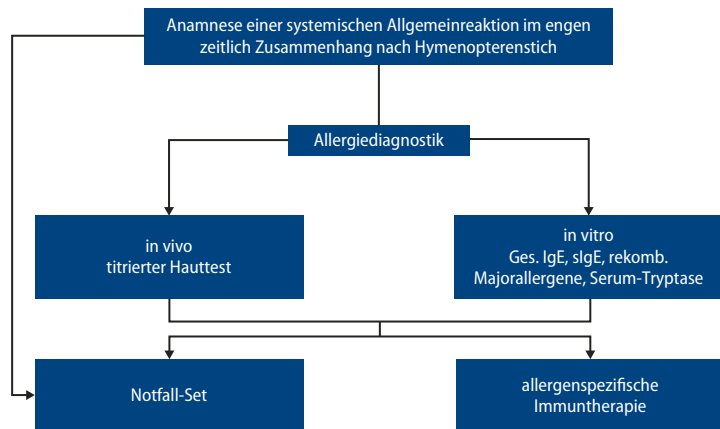 Anamnese einer systemischen Allgemeinreaktion im engen
zeitlich Zusammenhang nach Hymenopterenstich
Allergiediagnostik
in vivo
titrierter Hauttest
in vitro
Ges. IgE, sIgE, rekomb.
Majorallergene, Serum-Tryptase
Notfall-Set
allergenspezifische
Immuntherapie